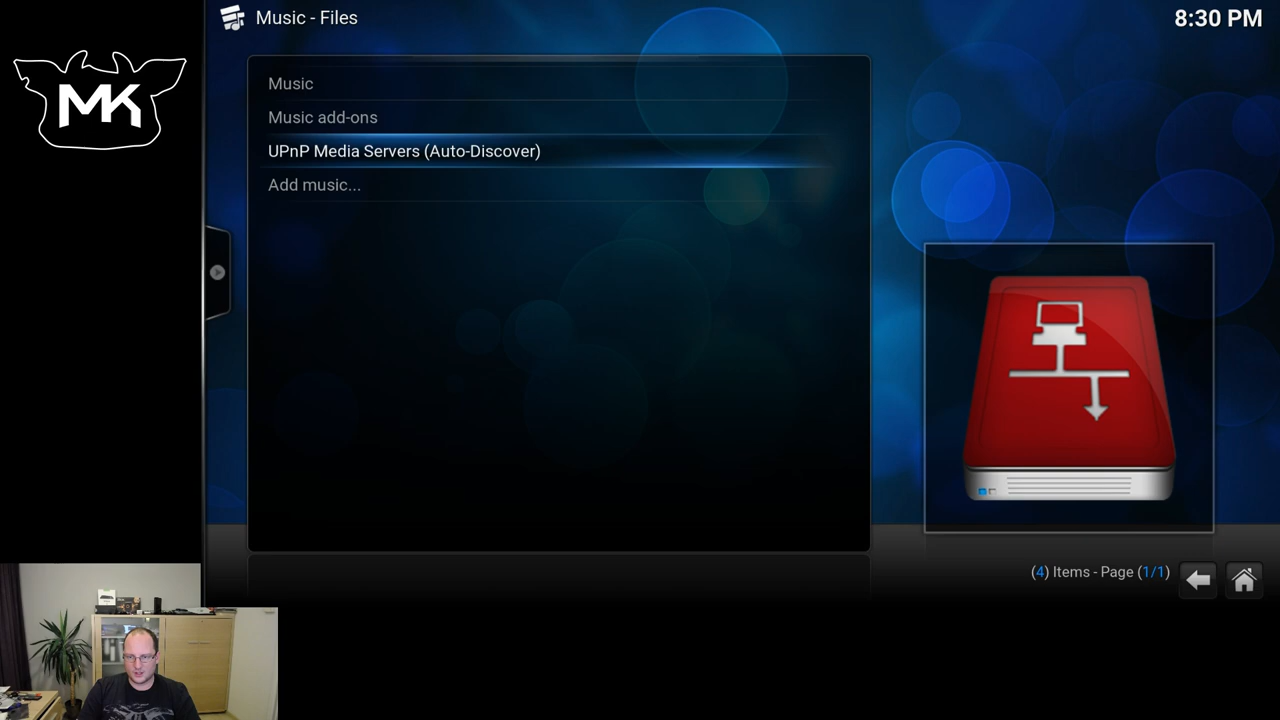 Music - Files
8:30 PM
MK
Music
Music add-ons
UPnP Media Servers (Auto-Discover)
Add music...
(4) Items - Page (1/1)